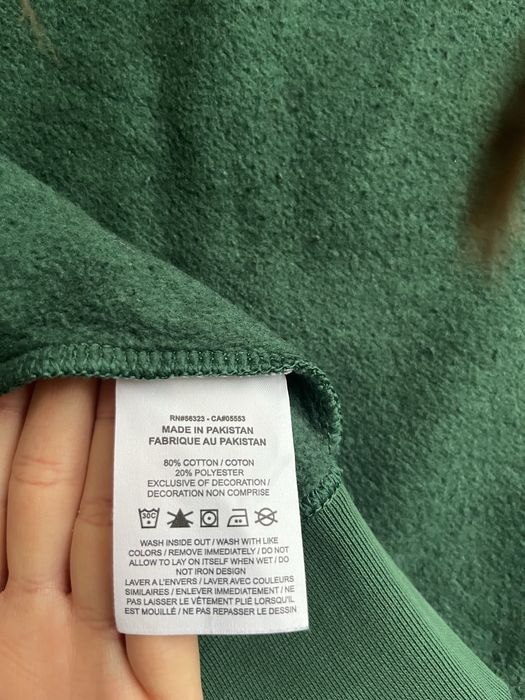 RN#56323 - CA#05553
MADE IN PAKISTAN
FABRIQUE AU PAKISTAN
80% COTTON / COTON
20% POLYESTER
EXCLUSIVE OF DECORATION /
DECORATION NON COMPRISE
30C
WASH INSIDE OUT / WASH WITH LIKE
COLORS / REMOVE IMMEDIATELY / DO NOT
ALLOW TO LAY ON ITSELF WHEN WET / DO
NOT IRON DESIGN
LAVER A L'ENVERS / LAVER AVEC COULEURS
SIMILAIRES / ENLEVER IMMEDIATEMENT / NE
PAS LAISSER LE VÊTEMENT PLIÉ LORSQU'IL
EST MOUILLÉ / NE PAS REPASSER LE DESSIN